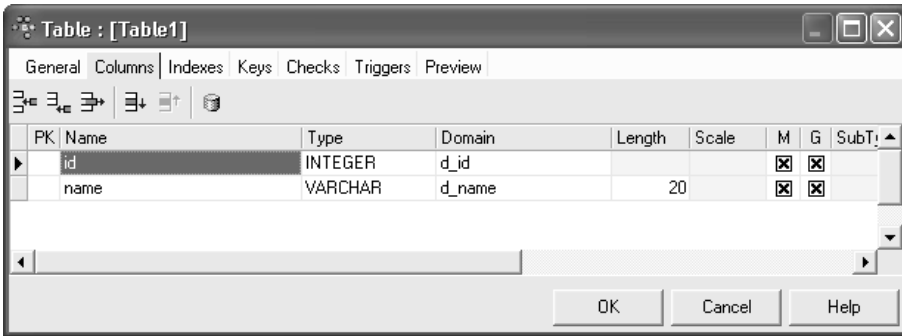 Table : [Table1]
General Columns Indexes Keys Checks Triggers Preview
PK Name Type Domain Length Scale M G
id INTEGER d_id
name VARCHAR d_name 20
OK Cancel Help